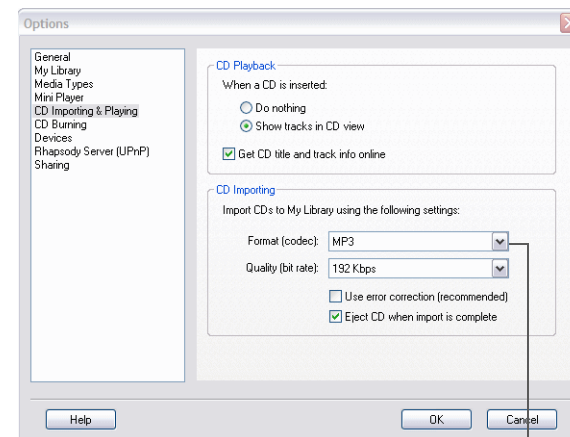 Options
General
My Library
Media Types
Mini Player
CD Importing & Playing
CD Burning
Devices
Rhapsody Server (UPnP)
Sharing
CD Playback
When a CD is inserted:
Do nothing
Show tracks in CD view
Get CD title and track info online
CD Importing
Import CDs to My Library using the following settings:
Format (codec): MP3
Quality (bit rate): 192 Kbps
Use error correction (recommended)
Eject CD when import is complete
Help OK Cancel